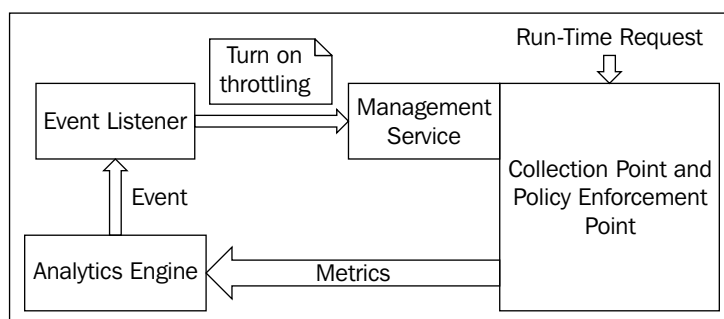 Run-Time Request
Turn on
throttling
Event Listener
Management
Service
Collection Point and
Policy Enforcement
Point
Event
Analytics Engine
Metrics